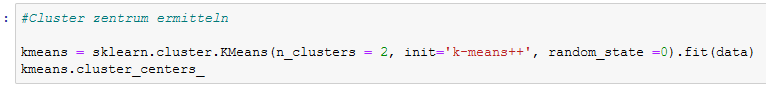 : #Cluster zentrum ermitteln
kmeans = sklearn.cluster.KMeans(n_clusters = 2, init='k-means++', random_state =0).fit(data)
kmeans.cluster_centers_